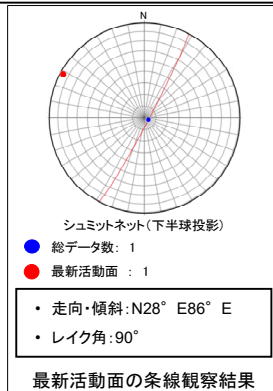 N
シュミットネット(下半球投影)
総データ数: 1
最新活動面 : 1
• 走向・傾斜:N28° E86° E
• レイク角:90°
最新活動面の条線観察結果